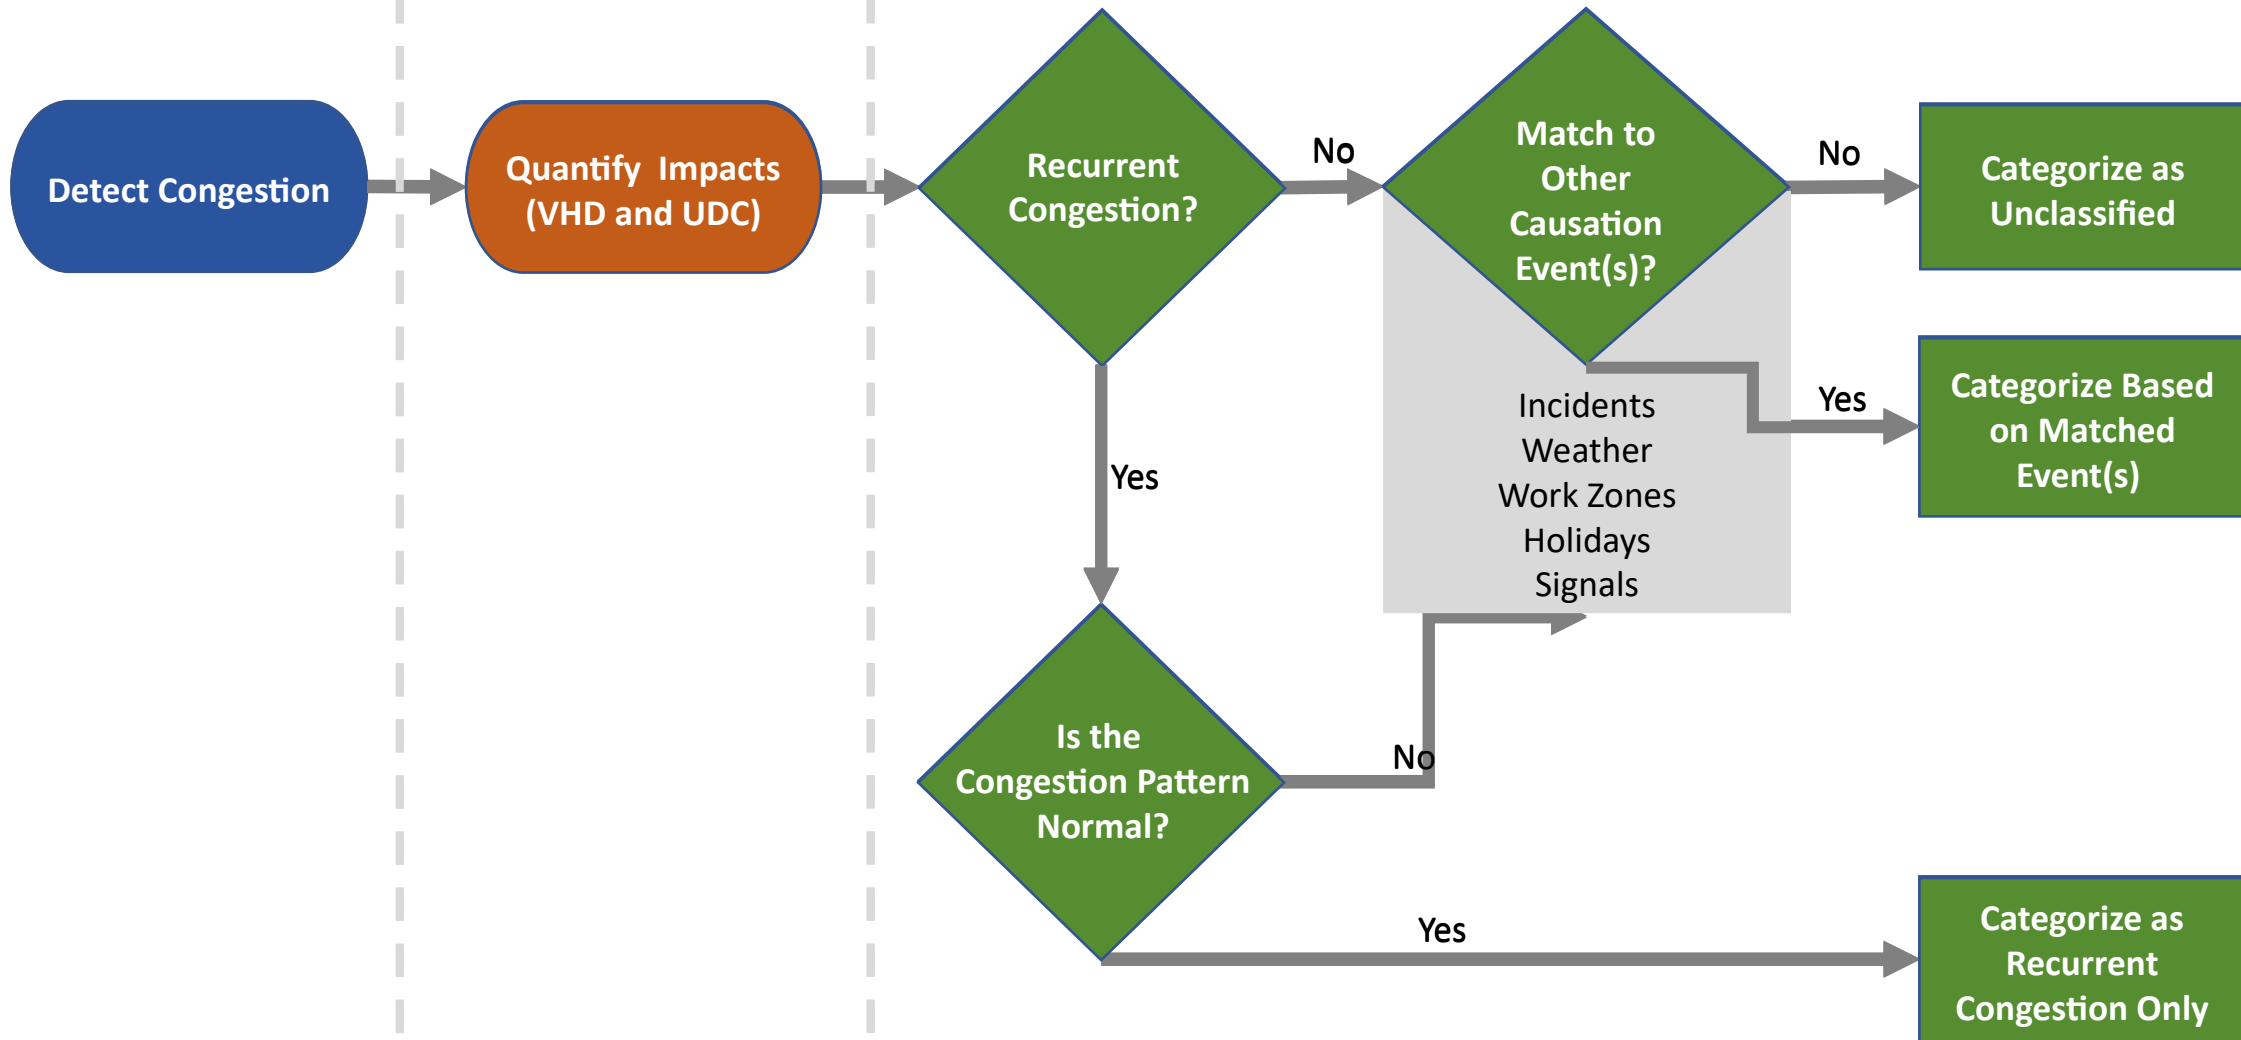 Detect Congestion
Quantify Impacts
(VHD and UDC)
Recurrent
Congestion?
No
Match to
Other
Causation
Event(s)?
No
Categorize as
Unclassified
Incidents
Weather
Work Zones
Holidays
Signals
Yes
Categorize Based
on Matched
Event(s)
Yes
Is the
Congestion Pattern
Normal?
No
Yes
Categorize as
Recurrent
Congestion Only